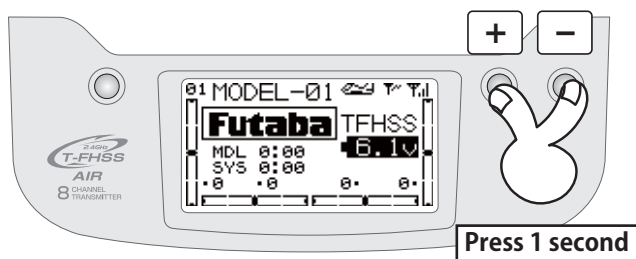 + −
01 MODEL-01
Futaba TFHSS
6.1v
MDL 0:00
SYS 0:00
·0 ·0 0· 0·
2.4GHz
T-FHSS
AIR
8 CHANNEL
TRANSMITTER
Press 1 second